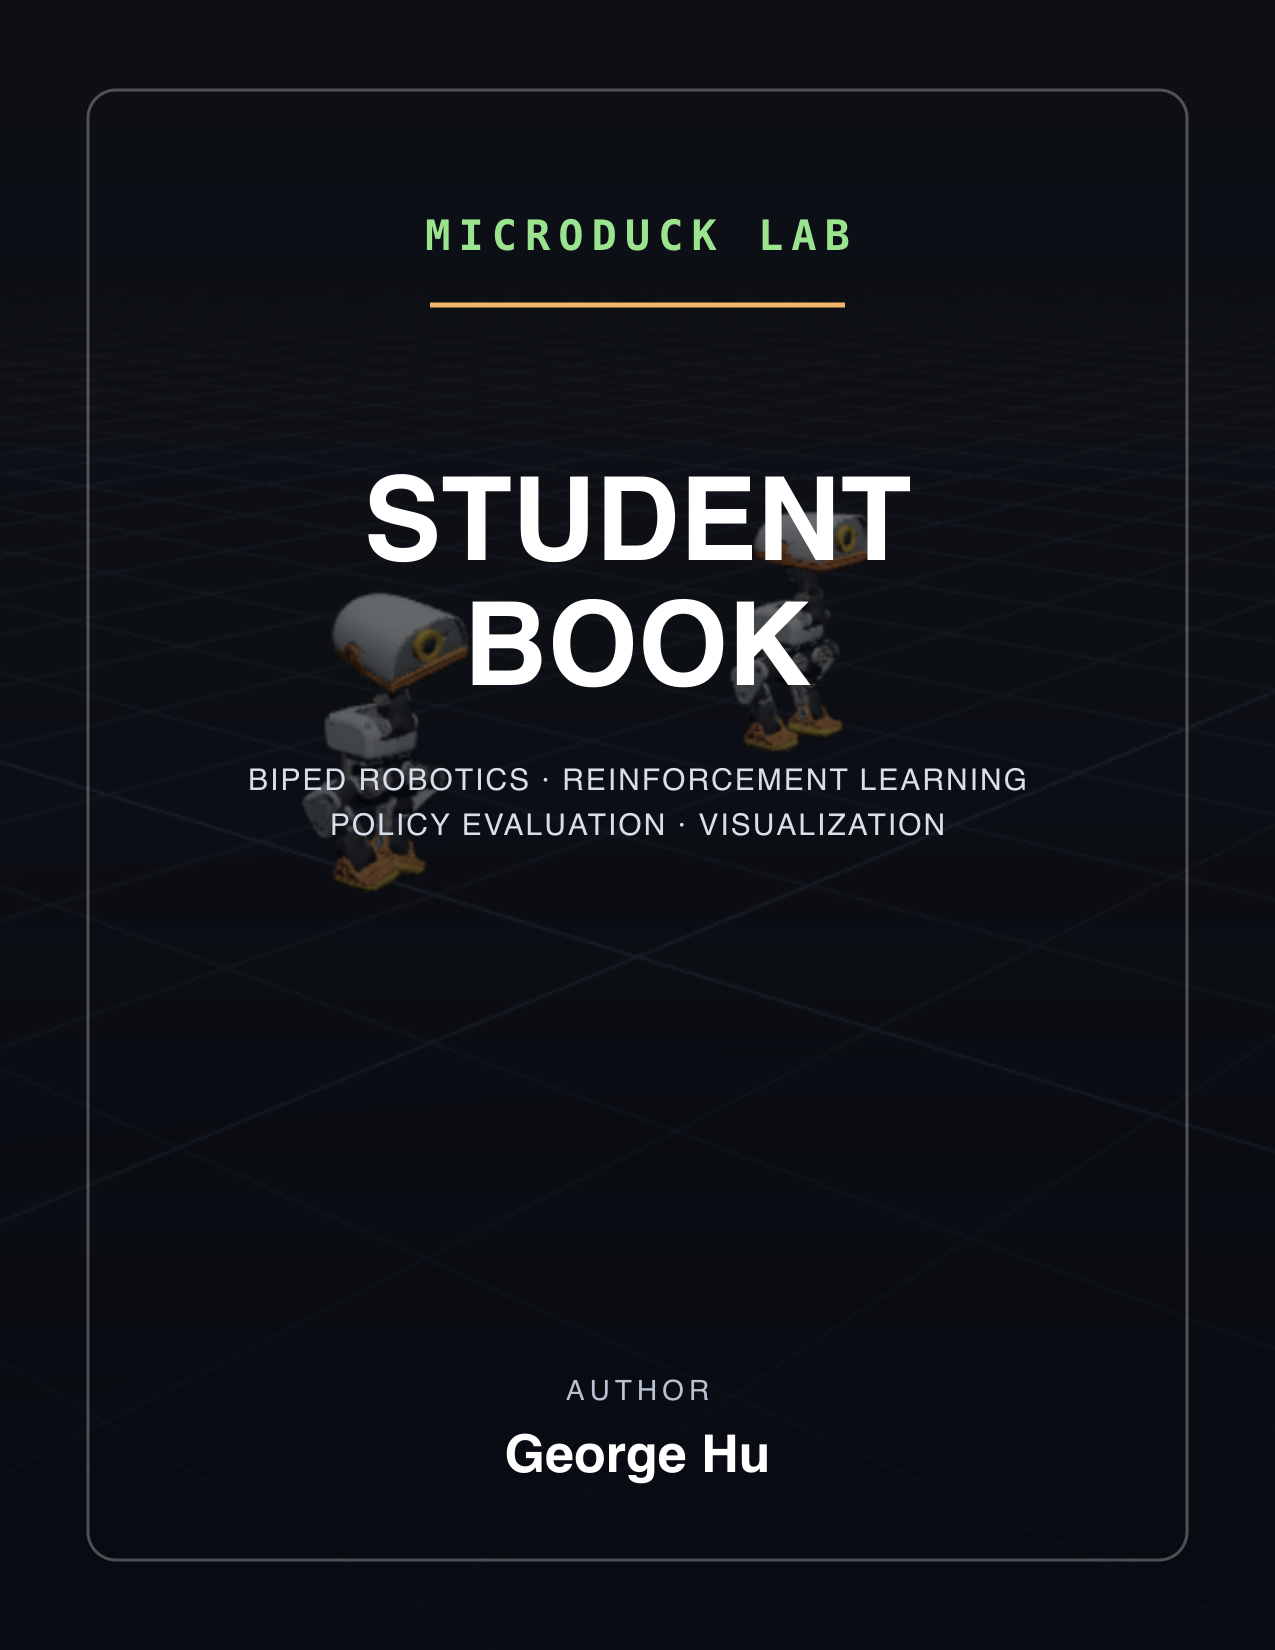 MICRODUCK LAB
STUDENT
BOOK
BIPED ROBOTICS · REINFORCEMENT LEARNING
POLICY EVALUATION · VISUALIZATION
AUTHOR
George Hu